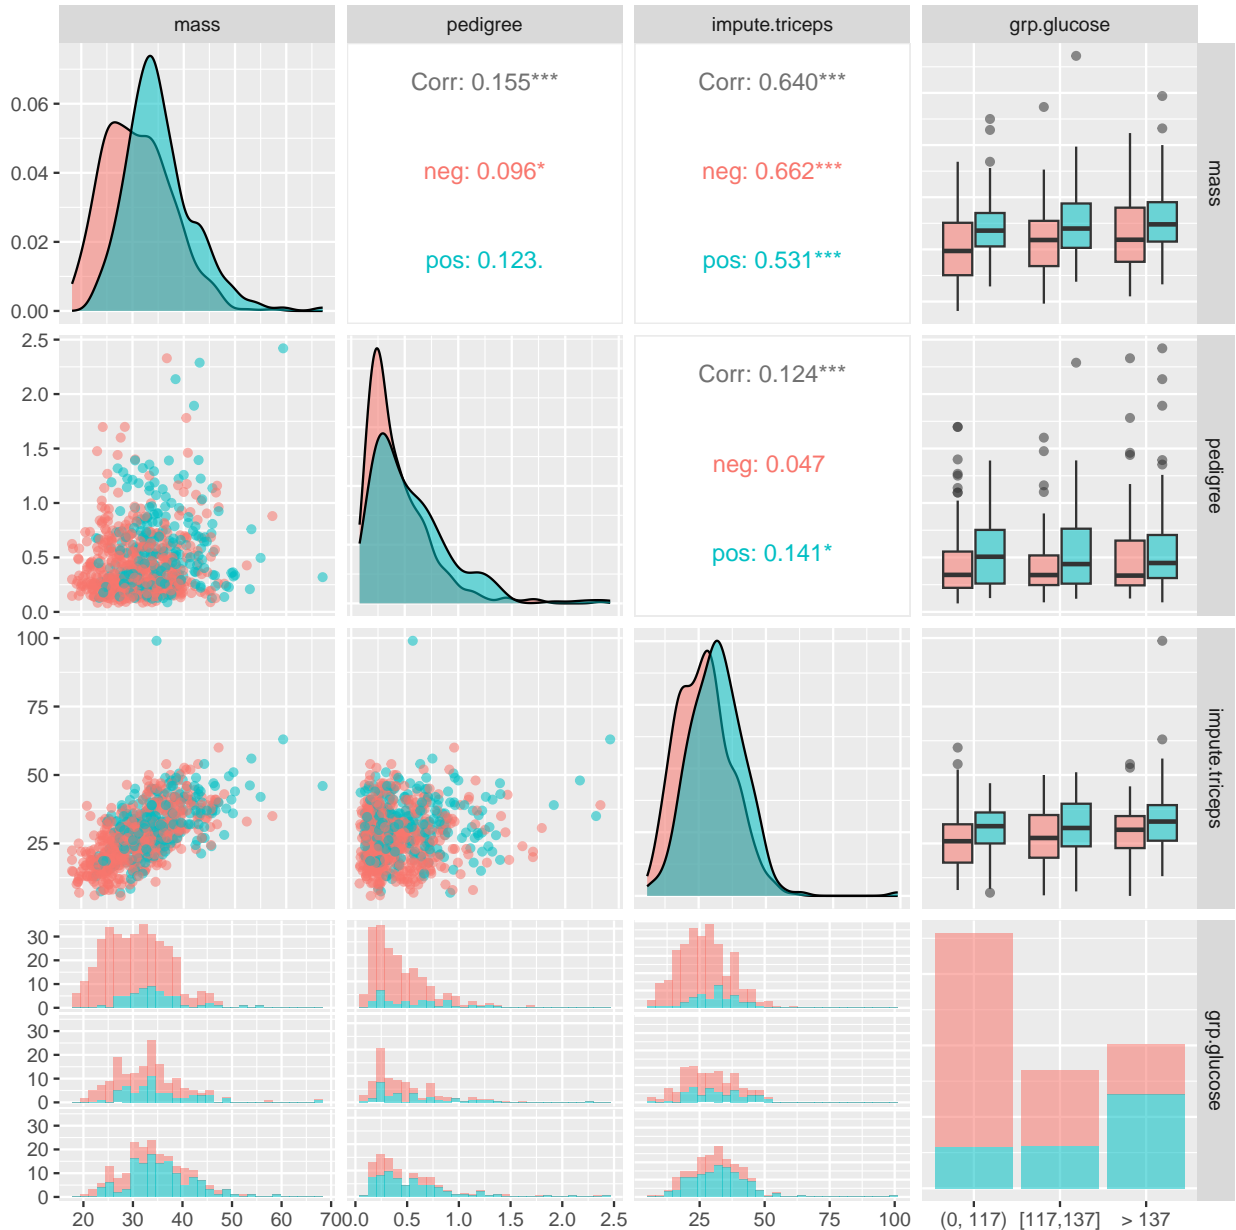 mass pedigree impute.triceps grp.glucose
0.06
0.04
0.02
0.00
Corr: 0.155***
neg: 0.096*
pos: 0.123.
Corr: 0.640***
neg: 0.662***
pos: 0.531***
mass
2.5
2.0
1.5
1.0
0.5
0.0
Corr: 0.124***
neg: 0.047
pos: 0.141*
pedigree
100
75
50
25
impute.triceps
30
20
10
0
30
20
10
0
30
20
10
0
grp.glucose
20 30 40 50 60 70 0.0 0.5 1.0 1.5 2.0 2.5 25 50 75 100 (0, 117) [117,137] > 137